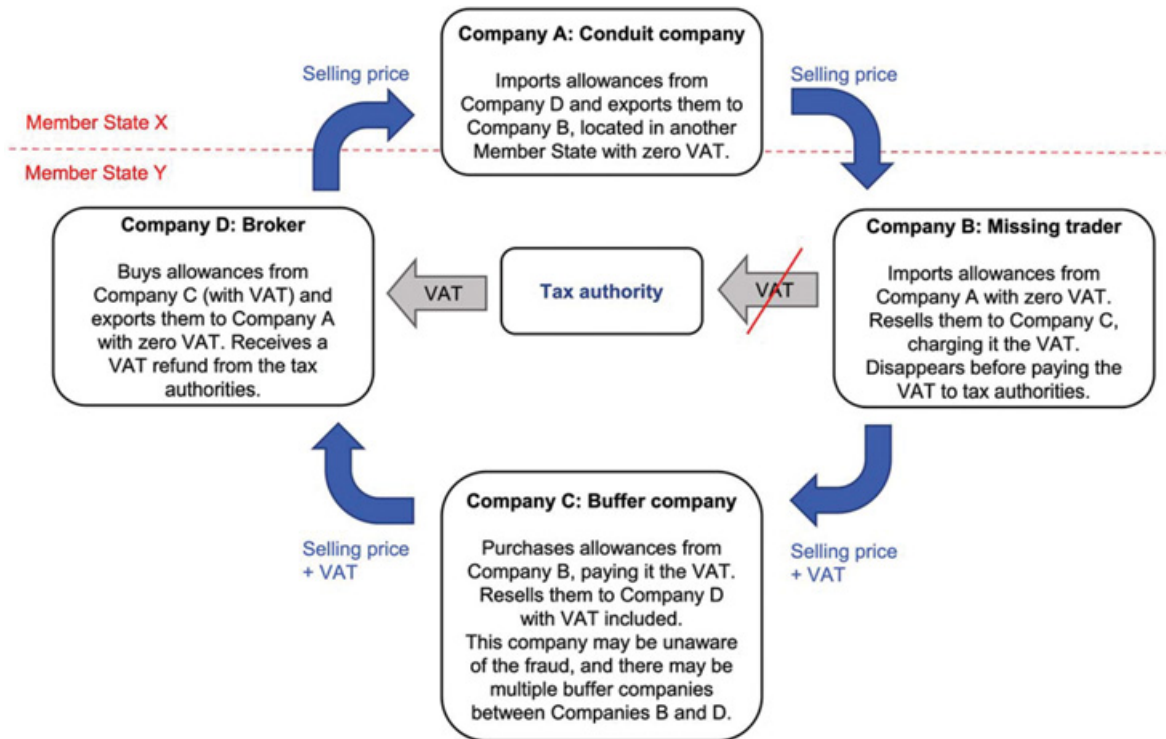 Company A: Conduit company
Imports allowances from
Company D and exports them to
Company B, located in another
Member State with zero VAT.
Selling price
Selling price
Member State X
Member State Y
Company D: Broker
Buys allowances from
Company C (with VAT) and
exports them to Company A
with zero VAT. Receives a
VAT refund from the tax
authorities.
VAT
Tax authority
VAT
Company B: Missing trader
Imports allowances from
Company A with zero VAT.
Resells them to Company C,
charging it the VAT.
Disappears before paying the
VAT to tax authorities.
Selling price
+ VAT
Company C: Buffer company
Purchases allowances from
Company B, paying it the VAT.
Resells them to Company D
with VAT included.
This company may be unaware
of the fraud, and there may be
multiple buffer companies
between Companies B and D.
Selling price
+ VAT